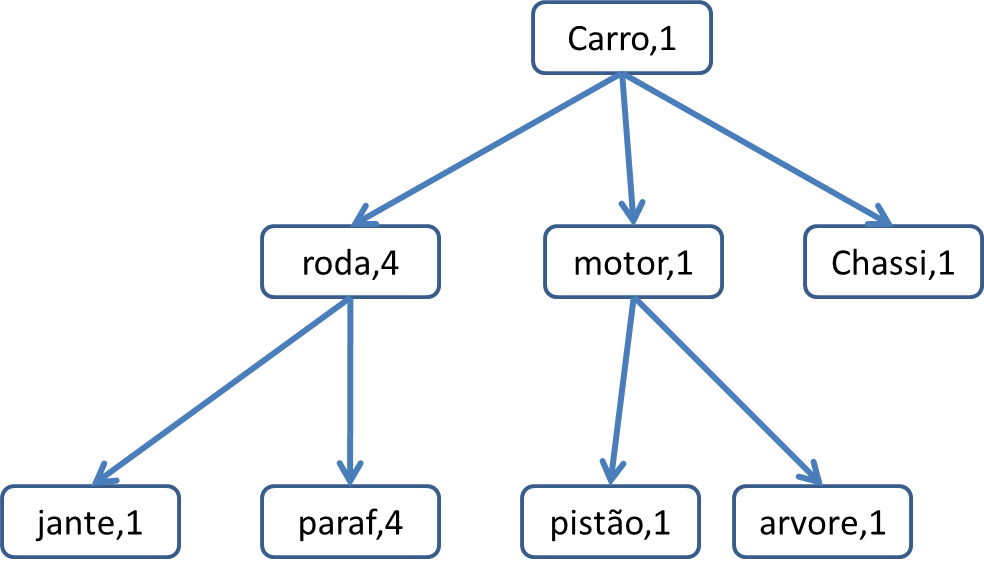 Carro,1
roda,4
motor,1
Chassi,1
jante,1
paraf,4
pistão,1
arvore,1